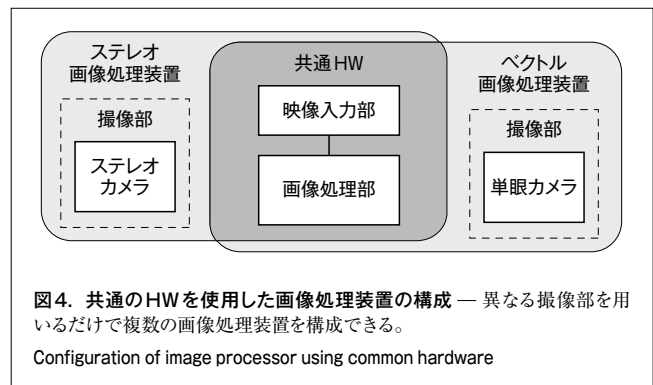 ステレオ
画像処理装置
撮像部
ステレオ
カメラ
共通HW
映像入力部
画像処理部
ベクトル
画像処理装置
撮像部
単眼カメラ
図4. 共通のHWを使用した画像処理装置の構成 — 異なる撮像部を用
いるだけで複数の画像処理装置を構成できる。
Configuration of image processor using common hardware